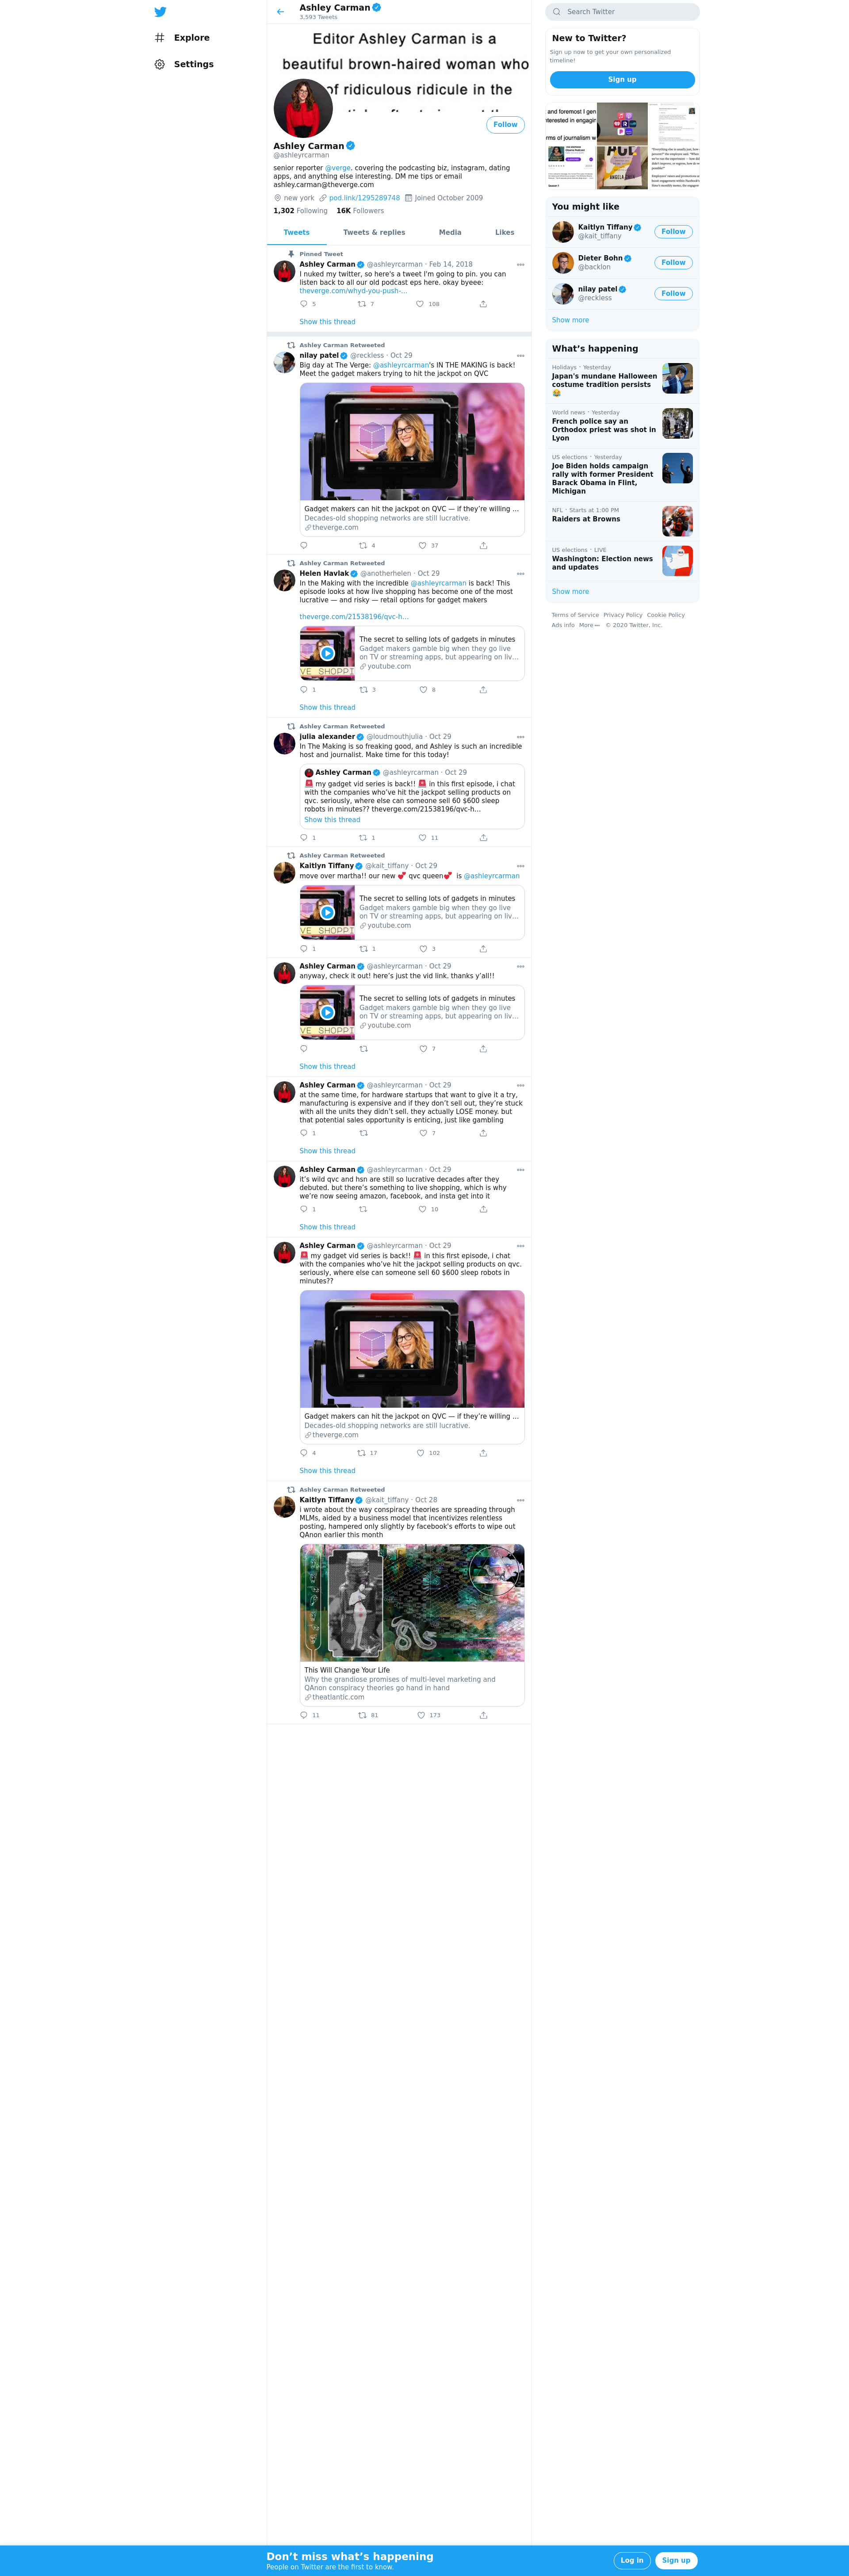 Explore
Settings
Ashley Carman
3,593 Tweets
Editor Ashley Carman is a
beautiful brown-haired woman who
of ridiculous ridicule in the
Follow
Ashley Carman
@ashleyrcarman
senior reporter @verge. covering the podcasting biz, instagram, dating
apps, and anything else interesting. DM me tips or email
ashley.carman@theverge.com
new york pod.link/1295289748 Joined October 2009
1,302 Following 16K Followers
Tweets Tweets & replies Media Likes
Pinned Tweet
Ashley Carman @ashleyrcarman · Feb 14, 2018
I nuked my twitter, so here's a tweet I'm going to pin. you can
listen back to all our old podcast eps here. okay byeee:
theverge.com/whyd-you-push-…
5 7 108
Show this thread
Ashley Carman Retweeted
nilay patel @reckless · Oct 29
Big day at The Verge: @ashleyrcarman's IN THE MAKING is back!
Meet the gadget makers trying to hit the jackpot on QVC
Gadget makers can hit the jackpot on QVC — if they’re willing …
Decades-old shopping networks are still lucrative.
theverge.com
4 37
Ashley Carman Retweeted
Helen Havlak @anotherhelen · Oct 29
In the Making with the incredible @ashleyrcarman is back! This
episode looks at how live shopping has become one of the most
lucrative — and risky — retail options for gadget makers
theverge.com/21538196/qvc-h…
VE SHOPPI
The secret to selling lots of gadgets in minutes
Gadget makers gamble big when they go live
on TV or streaming apps, but appearing on liv…
youtube.com
1 3 8
Show this thread
Ashley Carman Retweeted
julia alexander @loudmouthjulia · Oct 29
In The Making is so freaking good, and Ashley is such an incredible
host and journalist. Make time for this today!
Ashley Carman @ashleyrcarman · Oct 29
🚨 my gadget vid series is back!! 🚨 in this first episode, i chat
with the companies who’ve hit the jackpot selling products on
qvc. seriously, where else can someone sell 60 $600 sleep
robots in minutes?? theverge.com/21538196/qvc-h…
Show this thread
1 1 11
Ashley Carman Retweeted
Kaitlyn Tiffany @kait_tiffany · Oct 29
move over martha!! our new 💞 qvc queen💞 is @ashleyrcarman
VE SHOPPI
The secret to selling lots of gadgets in minutes
Gadget makers gamble big when they go live
on TV or streaming apps, but appearing on liv…
youtube.com
1 1 3
Ashley Carman @ashleyrcarman · Oct 29
anyway, check it out! here’s just the vid link. thanks y’all!!
VE SHOPPI
The secret to selling lots of gadgets in minutes
Gadget makers gamble big when they go live
on TV or streaming apps, but appearing on liv…
youtube.com
7
Show this thread
Ashley Carman @ashleyrcarman · Oct 29
at the same time, for hardware startups that want to give it a try,
manufacturing is expensive and if they don’t sell out, they’re stuck
with all the units they didn’t sell. they actually LOSE money. but
that potential sales opportunity is enticing, just like gambling
1 7
Show this thread
Ashley Carman @ashleyrcarman · Oct 29
it’s wild qvc and hsn are still so lucrative decades after they
debuted. but there’s something to live shopping, which is why
we’re now seeing amazon, facebook, and insta get into it
1 10
Show this thread
Ashley Carman @ashleyrcarman · Oct 29
🚨 my gadget vid series is back!! 🚨 in this first episode, i chat
with the companies who’ve hit the jackpot selling products on qvc.
seriously, where else can someone sell 60 $600 sleep robots in
minutes??
Gadget makers can hit the jackpot on QVC — if they’re willing …
Decades-old shopping networks are still lucrative.
theverge.com
4 17 102
Show this thread
Ashley Carman Retweeted
Kaitlyn Tiffany @kait_tiffany · Oct 28
i wrote about the way conspiracy theories are spreading through
MLMs, aided by a business model that incentivizes relentless
posting, hampered only slightly by facebook's efforts to wipe out
QAnon earlier this month
This Will Change Your Life
Why the grandiose promises of multi-level marketing and
QAnon conspiracy theories go hand in hand
theatlantic.com
11 81 173
Search Twitter
New to Twitter?
Sign up now to get your own personalized
timeline!
Sign up
and foremost I gen
terested in engagin
rms of journalism w
You might like
Kaitlyn Tiffany
@kait_tiffany
Follow
Dieter Bohn
@backlon
Follow
nilay patel
@reckless
Follow
Show more
What’s happening
Holidays · Yesterday
Japan's mundane Halloween
costume tradition persists
😂
World news · Yesterday
French police say an
Orthodox priest was shot in
Lyon
US elections · Yesterday
Joe Biden holds campaign
rally with former President
Barack Obama in Flint,
Michigan
NFL · Starts at 1:00 PM
Raiders at Browns
US elections · LIVE
Washington: Election news
and updates
Show more
Terms of Service Privacy Policy Cookie Policy
Ads info More © 2020 Twitter, Inc.
Don’t miss what’s happening
People on Twitter are the first to know.
Log in
Sign up